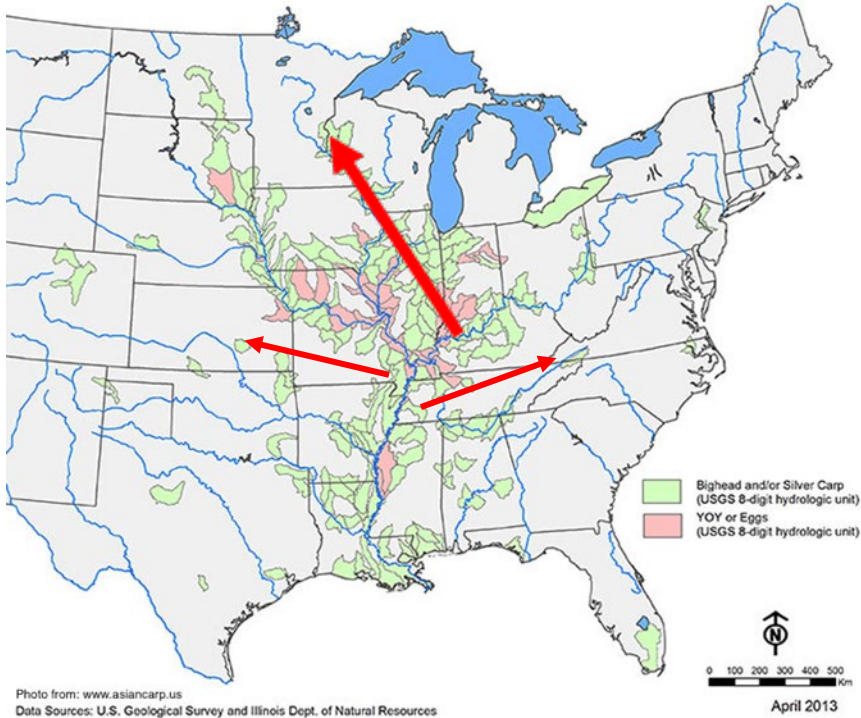 Bighead and/or Silver Carp
(USGS 8-digit hydrologic unit)
YOY or Eggs
(USGS 8-digit hydrologic unit)
N
0 100 200 300 400 500
Km
Photo from: www.asiancarp.us
Data Sources: U.S. Geological Survey and Illinois Dept. of Natural Resources
April 2013